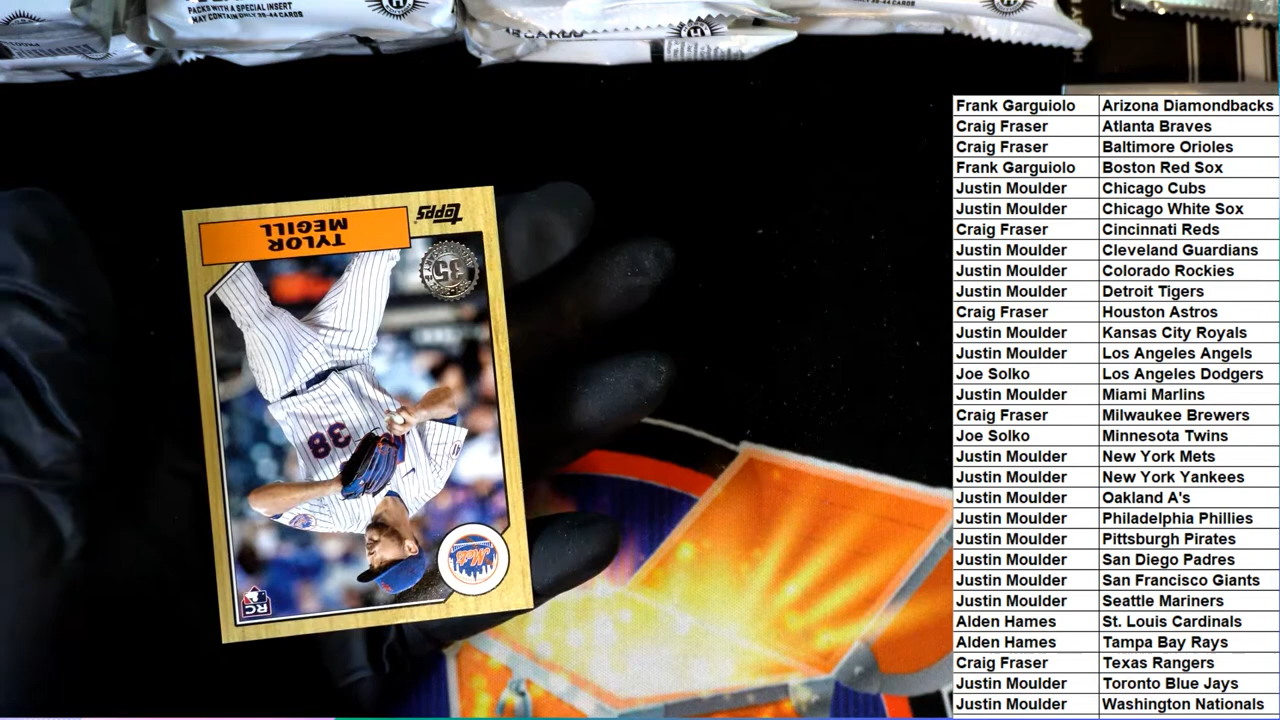 PACKS WITH A SPECIAL INSERT
MAY CONTAIN ONLY 39-44 CARDS
H
CARDS
H
H
topps
TYLOR
MEGILL
35
38
Mets
RC
Frank Garguiolo Arizona Diamondbacks
Craig Fraser Atlanta Braves
Craig Fraser Baltimore Orioles
Frank Garguiolo Boston Red Sox
Justin Moulder Chicago Cubs
Justin Moulder Chicago White Sox
Craig Fraser Cincinnati Reds
Justin Moulder Cleveland Guardians
Justin Moulder Colorado Rockies
Justin Moulder Detroit Tigers
Craig Fraser Houston Astros
Justin Moulder Kansas City Royals
Justin Moulder Los Angeles Angels
Joe Solko Los Angeles Dodgers
Justin Moulder Miami Marlins
Craig Fraser Milwaukee Brewers
Joe Solko Minnesota Twins
Justin Moulder New York Mets
Justin Moulder New York Yankees
Justin Moulder Oakland A's
Justin Moulder Philadelphia Phillies
Justin Moulder Pittsburgh Pirates
Justin Moulder San Diego Padres
Justin Moulder San Francisco Giants
Justin Moulder Seattle Mariners
Alden Hames St. Louis Cardinals
Alden Hames Tampa Bay Rays
Craig Fraser Texas Rangers
Justin Moulder Toronto Blue Jays
Justin Moulder Washington Nationals